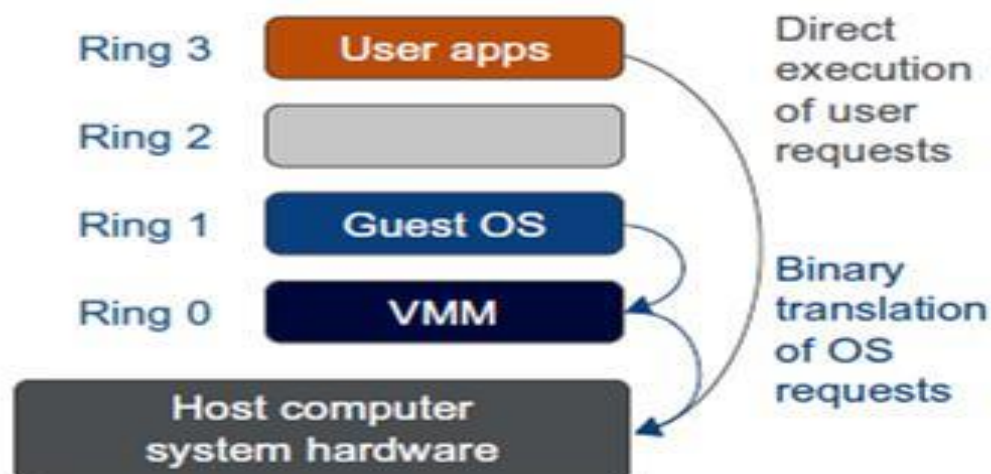 Ring 3
User apps
Direct
execution
of user
requests
Ring 2
Ring 1
Guest OS
Ring 0
VMM
Binary
translation
of OS
requests
Host computer
system hardware